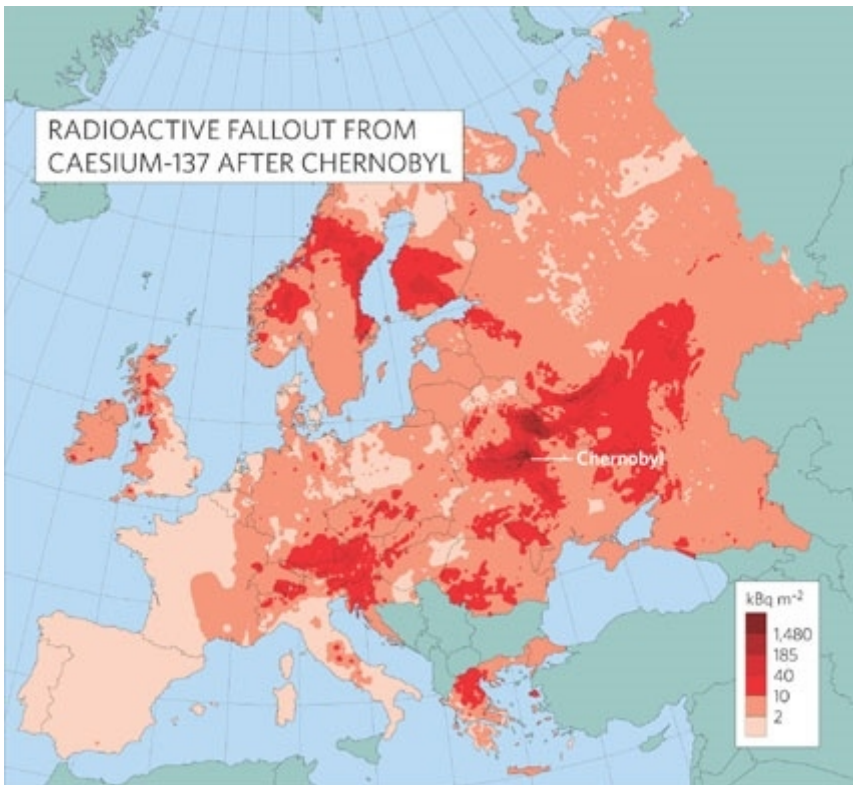 RADIOACTIVE FALLOUT FROM
CAESIUM-137 AFTER CHERNOBYL
Chernobyl
kBq m⁻²
1,480
185
40
10
2